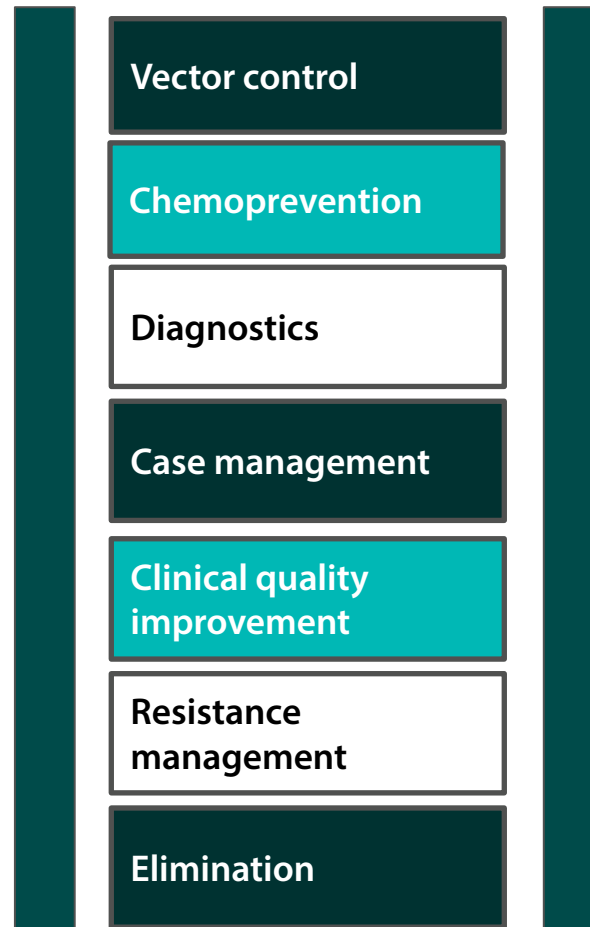 Vector control
Chemoprevention
Diagnostics
Case management
Clinical quality
improvement
Resistance
management
Elimination